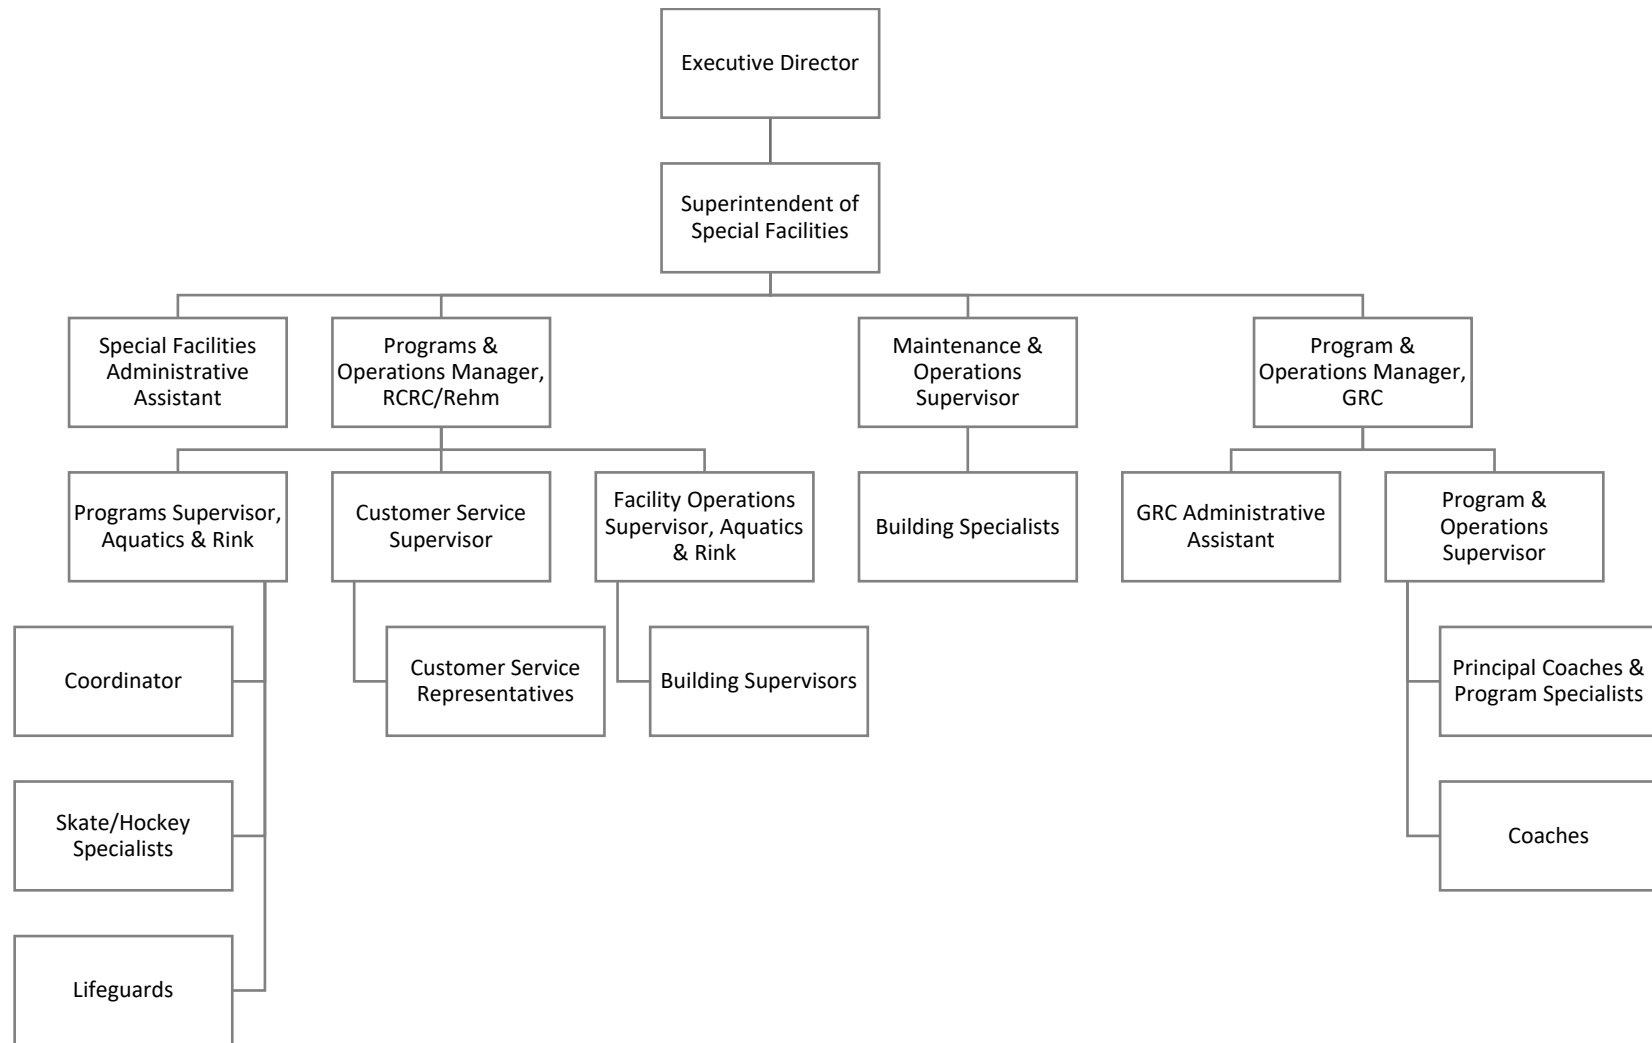 Executive Director
Superintendent of
Special Facilities
Special Facilities
Administrative
Assistant
Programs &
Operations Manager,
RCRC/Rehm
Maintenance &
Operations
Supervisor
Program &
Operations Manager,
GRC
Programs Supervisor,
Aquatics & Rink
Customer Service
Supervisor
Facility Operations
Supervisor, Aquatics
& Rink
Building Specialists
GRC Administrative
Assistant
Program &
Operations
Supervisor
Coordinator
Customer Service
Representatives
Building Supervisors
Principal Coaches &
Program Specialists
Skate/Hockey
Specialists
Coaches
Lifeguards